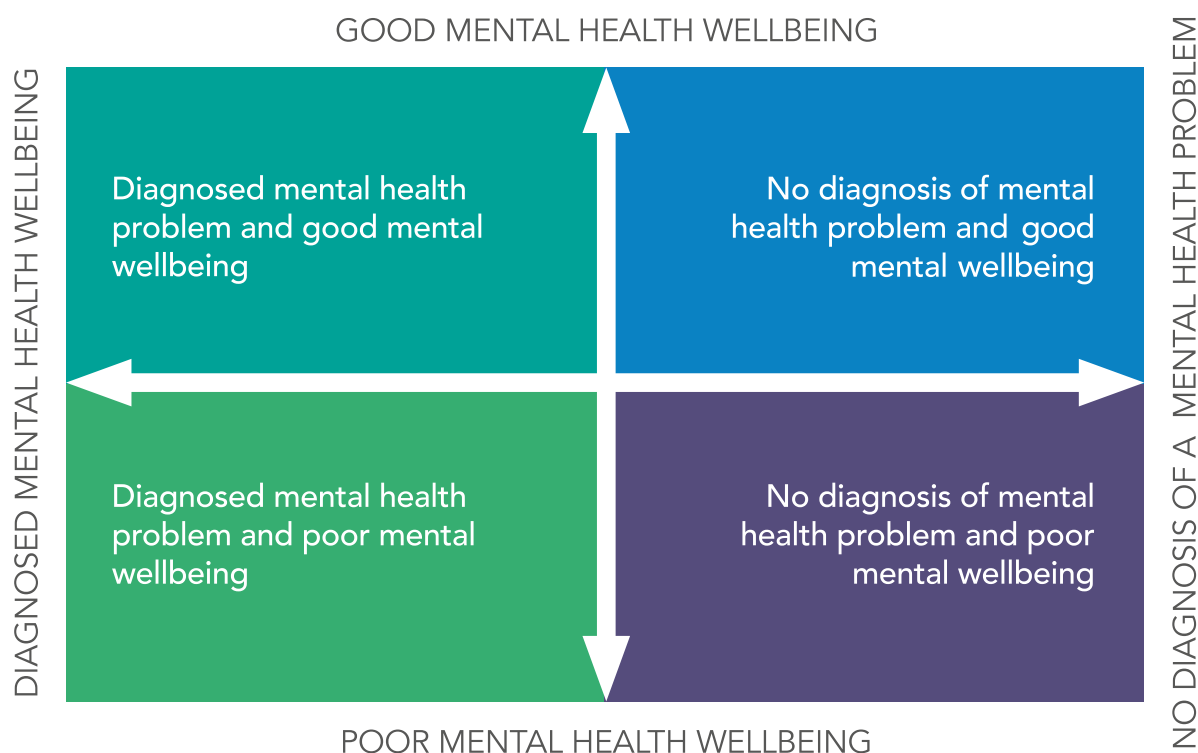 GOOD MENTAL HEALTH WELLBEING
DIAGNOSED MENTAL HEALTH WELLBEING
Diagnosed mental health
problem and good mental
wellbeing
No diagnosis of mental
health problem and good
mental wellbeing
NO DIAGNOSIS OF A MENTAL HEALTH PROBLEM
Diagnosed mental health
problem and poor mental
wellbeing
No diagnosis of mental
health problem and poor
mental wellbeing
POOR MENTAL HEALTH WELLBEING